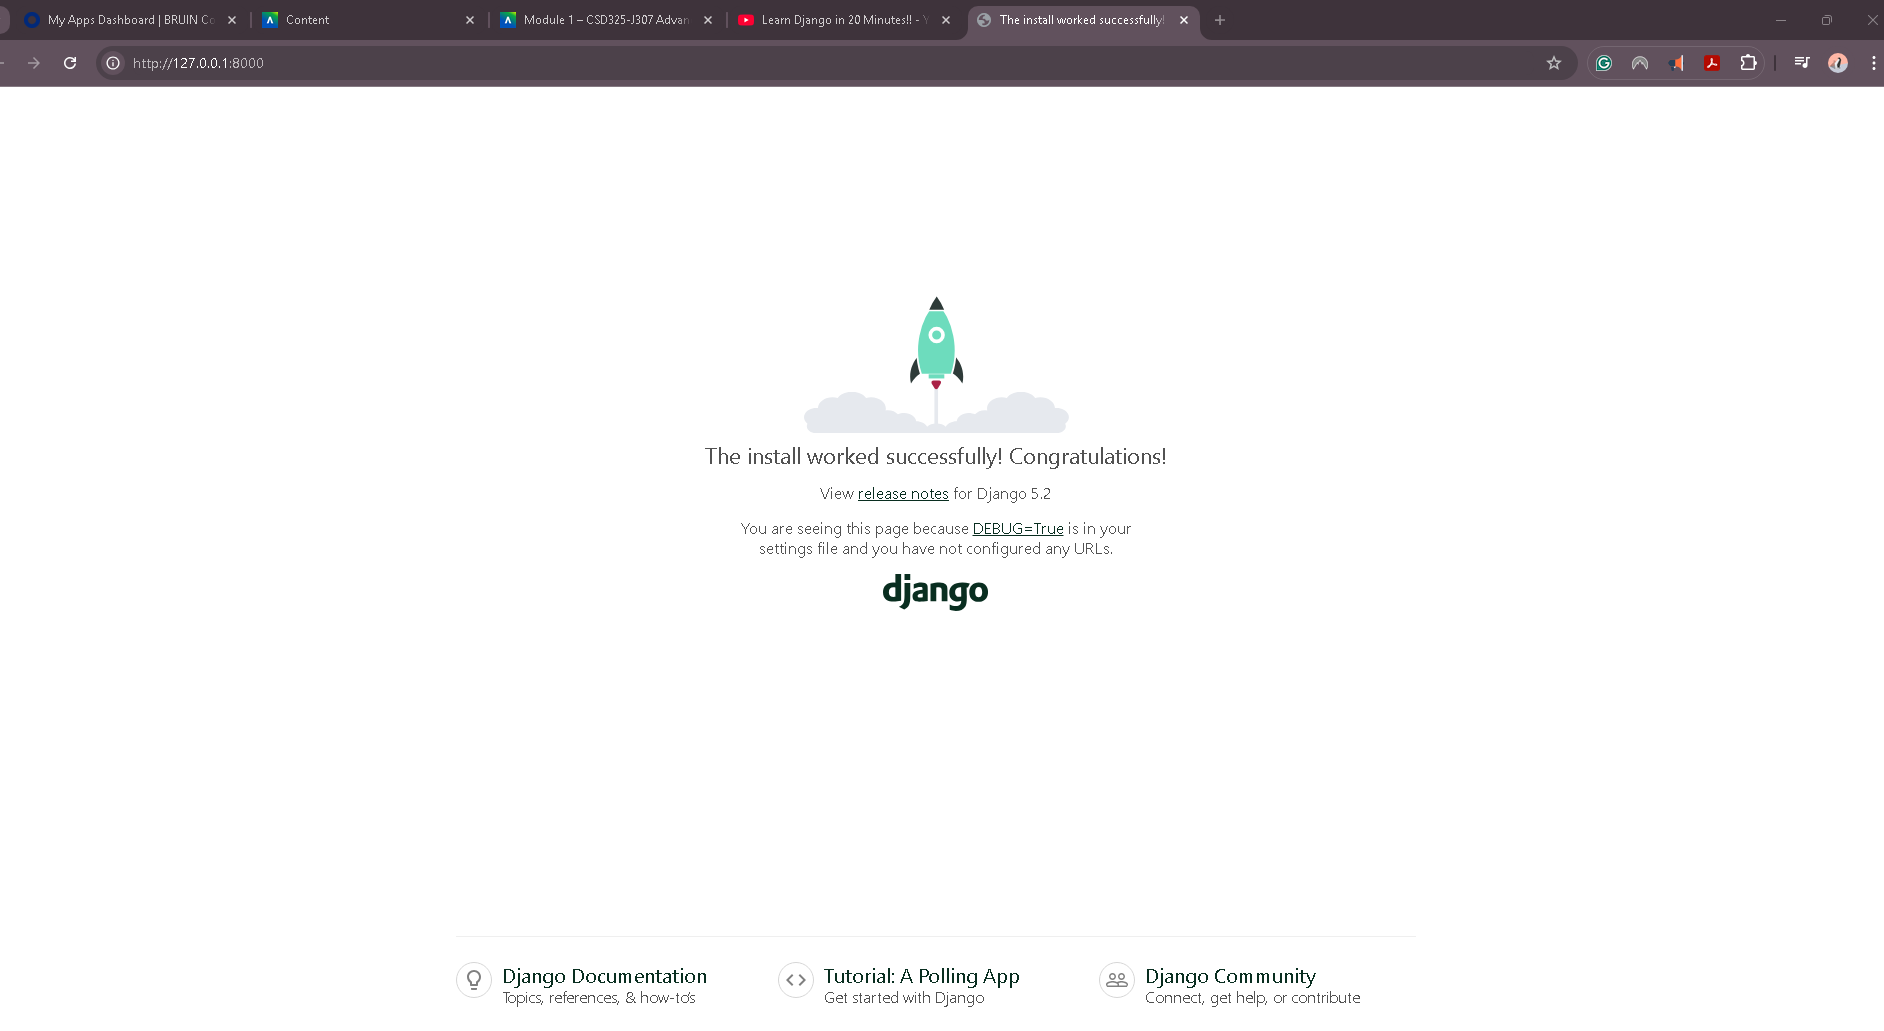 My Apps Dashboard | BRUIN Co
Content
Module 1 – CSD325-J307 Advan
Learn Django in 20 Minutes!! - Y
The install worked successfully!
http://127.0.0.1:8000
The install worked successfully! Congratulations!
View release notes for Django 5.2
You are seeing this page because DEBUG=True is in your
settings file and you have not configured any URLs.
django
Django Documentation
Topics, references, & how-to's
Tutorial: A Polling App
Get started with Django
Django Community
Connect, get help, or contribute